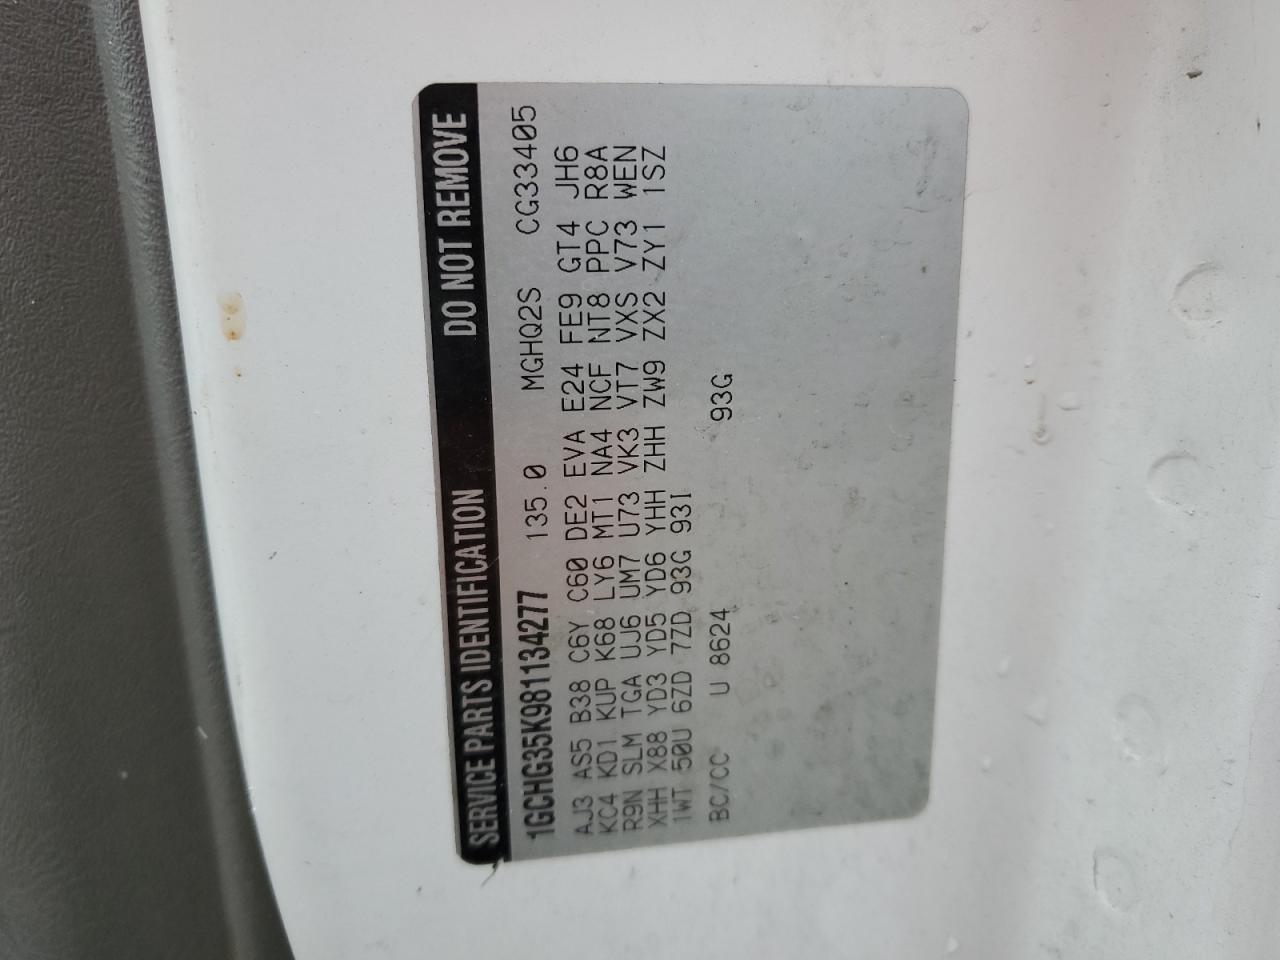 SERVICE PARTS IDENTIFICATION DO NOT REMOVE
1GCHG35K981134277 135.0 MGHQ2S CG33405
AJ3 AS5 B38 C6Y C60 DE2 EVA E24 FE9 GT4 JH6
KC4 KD1 KUP K68 LY6 MT1 NA4 NCF NT8 PPC R8A
R9N SLM TGA UJ6 UM7 U73 VK3 VT7 VXS V73 WEN
XHH X88 YD3 YD5 YD6 YHH ZHH ZW9 ZX2 ZY1 1SZ
1WT 50U 6ZD 7ZD 93G 93I
BC/CC U 8624 93G